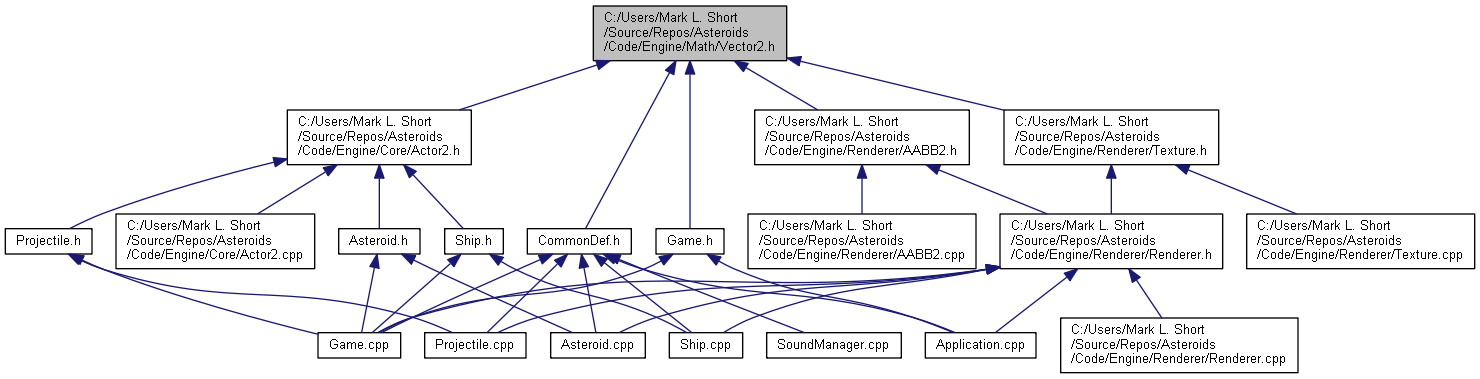 C:/Users/Mark L. Short
/Source/Repos/Asteroids
/Code/Engine/Math/Vector2.h
C:/Users/Mark L. Short
/Source/Repos/Asteroids
/Code/Engine/Core/Actor2.h
C:/Users/Mark L. Short
/Source/Repos/Asteroids
/Code/Engine/Renderer/AABB2.h
C:/Users/Mark L. Short
/Source/Repos/Asteroids
/Code/Engine/Renderer/Texture.h
Projectile.h
C:/Users/Mark L. Short
/Source/Repos/Asteroids
/Code/Engine/Core/Actor2.cpp
Asteroid.h
Ship.h
CommonDef.h
Game.h
C:/Users/Mark L. Short
/Source/Repos/Asteroids
/Code/Engine/Renderer/AABB2.cpp
C:/Users/Mark L. Short
/Source/Repos/Asteroids
/Code/Engine/Renderer/Renderer.h
C:/Users/Mark L. Short
/Source/Repos/Asteroids
/Code/Engine/Renderer/Texture.cpp
Game.cpp
Projectile.cpp
Asteroid.cpp
Ship.cpp
SoundManager.cpp
Application.cpp
C:/Users/Mark L. Short
/Source/Repos/Asteroids
/Code/Engine/Renderer/Renderer.cpp